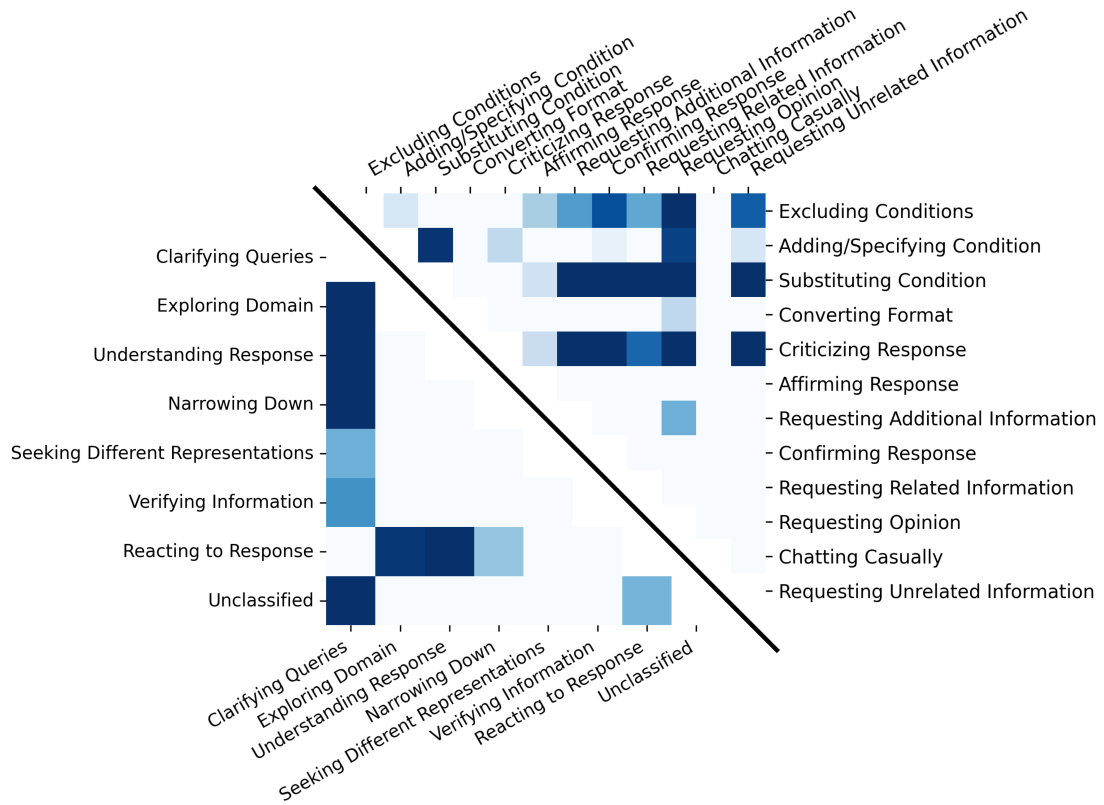 Excluding Conditions
Adding/Specifying Condition
Substituting Condition
Converting Format
Criticizing Response
Affirming Response
Requesting Additional Information
Confirming Response
Requesting Related Information
Requesting Opinion
Chatting Casually
Requesting Unrelated Information
Excluding Conditions
Adding/Specifying Condition
Substituting Condition
Converting Format
Criticizing Response
Affirming Response
Requesting Additional Information
Confirming Response
Requesting Related Information
Requesting Opinion
Chatting Casually
Requesting Unrelated Information
Clarifying Queries
Exploring Domain
Understanding Response
Narrowing Down
Seeking Different Representations
Verifying Information
Reacting to Response
Unclassified
Clarifying Queries
Exploring Domain
Understanding Response
Narrowing Down
Seeking Different Representations
Verifying Information
Reacting to Response
Unclassified